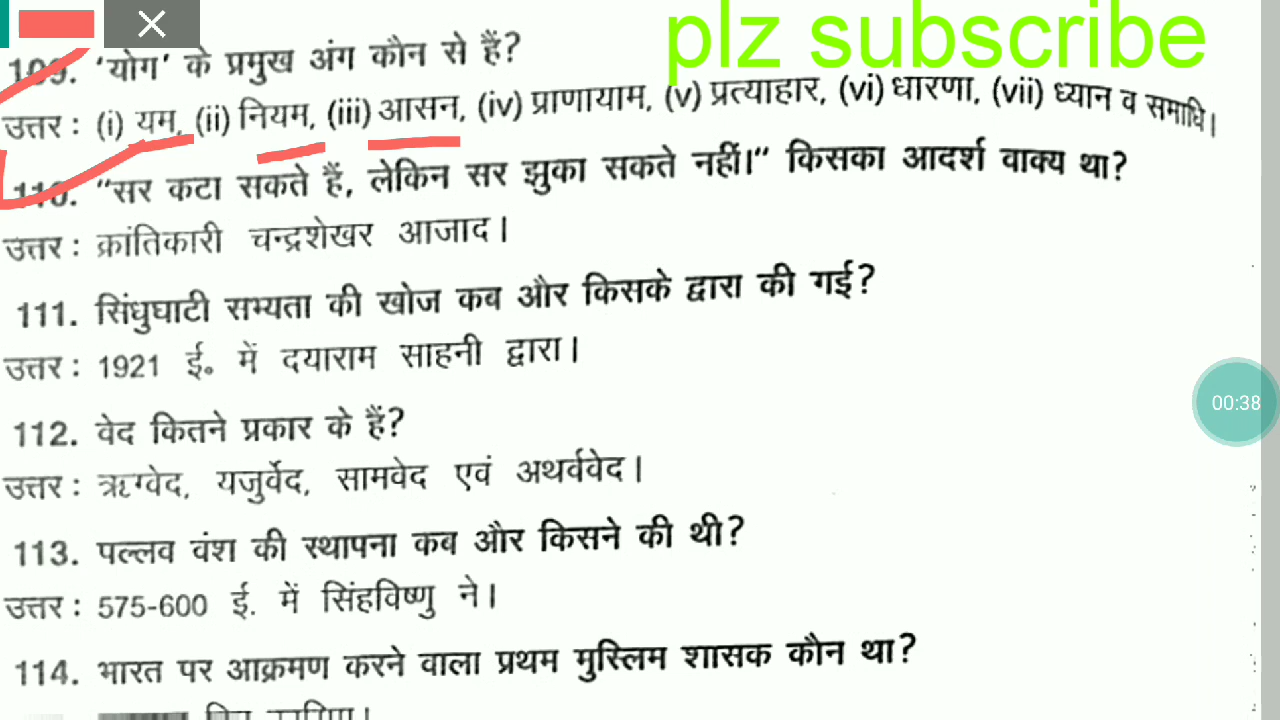 plz subscribe
109. 'योग' के प्रमुख अंग कौन से हैं?
उत्तर : (i) यम, (ii) नियम, (iii) आसन, (iv) प्राणायाम, (v) प्रत्याहार, (vi) धारणा, (vii) ध्यान व समाधि।
110. "सर कटा सकते हैं, लेकिन सर झुका सकते नहीं।" किसका आदर्श वाक्य था?
उत्तर : क्रांतिकारी चन्द्रशेखर आजाद।
111. सिंधुघाटी सभ्यता की खोज कब और किसके द्वारा की गई?
उत्तर : 1921 ई० में दयाराम साहनी द्वारा।
00:38
112. वेद कितने प्रकार के हैं?
उत्तर : ऋग्वेद, यजुर्वेद, सामवेद एवं अथर्ववेद।
113. पल्लव वंश की स्थापना कब और किसने की थी?
उत्तर : 575-600 ई. में सिंहविष्णु ने।
114. भारत पर आक्रमण करने वाला प्रथम मुस्लिम शासक कौन था?